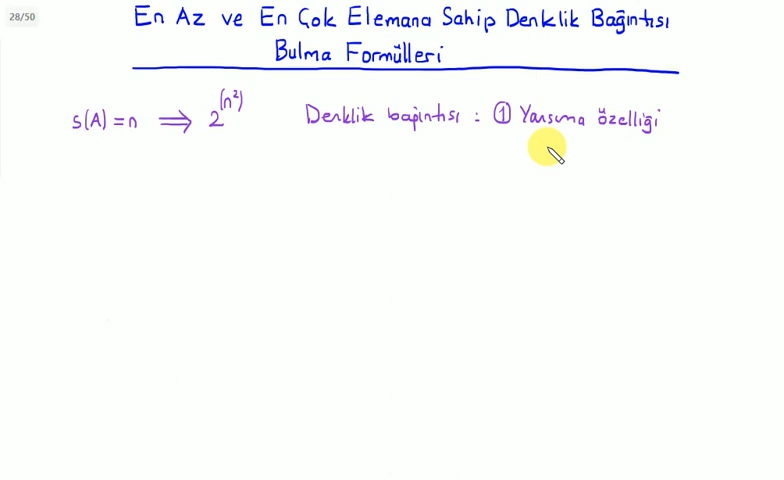 28/50
En Az ve En Çok Elemana Sahip Denklik Bağıntısı
Bulma Formülleri
s(A) = n ⟹ 2^(n²) Denklik bağıntısı : ① Yansıma özelliği